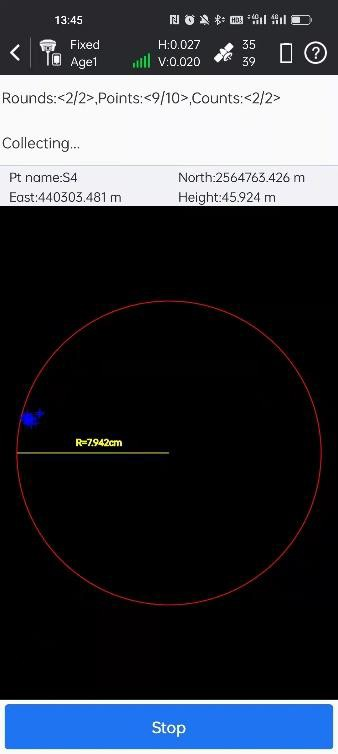 13:45
Fixed H:0.027 35
Age1 V:0.020 39
Rounds:<2/2>,Points:<9/10>,Counts:<2/2>
Collecting...
Pt name:S4 North:2564763.426 m
East:440303.481 m Height:45.924 m
R=7.942cm
Stop